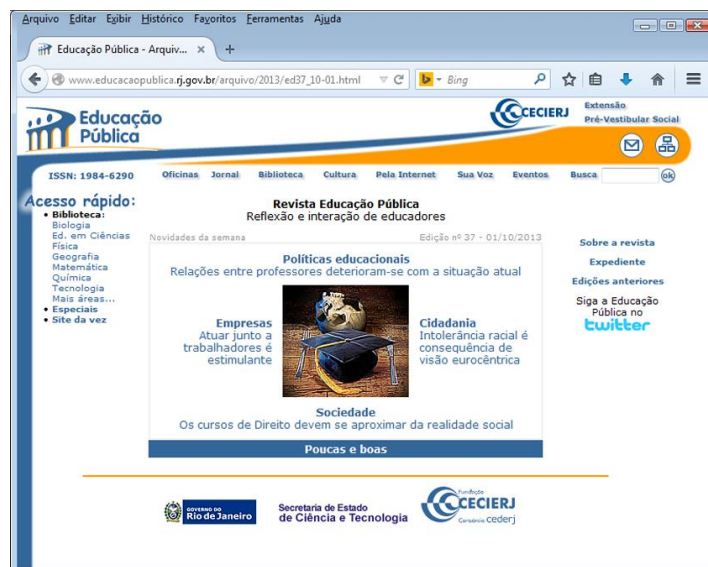 Arquivo Editar Exibir Histórico Favoritos Ferramentas Ajuda
Educação Pública - Arquiv... × +
www.educacaopublica.rj.gov.br/arquivo/2013/ed37_10-01.html
Bing
Educação
Pública
CECIERJ
Extensão
Pré-Vestibular Social
ISSN: 1984-6290
Oficinas Jornal Biblioteca Cultura Pela Internet Sua Voz Eventos Busca ok
Acesso rápido:
• Biblioteca:
Biologia
Ed. em Ciências
Física
Geografia
Matemática
Química
Tecnologia
Mais áreas...
• Especiais
• Site da vez
Revista Educação Pública
Reflexão e interação de educadores
Novidades da semana Edição nº 37 - 01/10/2013
Políticas educacionais
Relações entre professores deterioram-se com a situação atual
Empresas
Atuar junto a
trabalhadores é
estimulante
Cidadania
Intolerância racial é
consequência de
visão eurocêntrica
Sociedade
Os cursos de Direito devem se aproximar da realidade social
Poucas e boas
Sobre a revista
Expediente
Edições anteriores
Siga a Educação
Pública no
twitter
GOVERNO DO
Rio de Janeiro
Secretaria de Estado
de Ciência e Tecnologia
Fundação
CECIERJ
Consórcio cederj